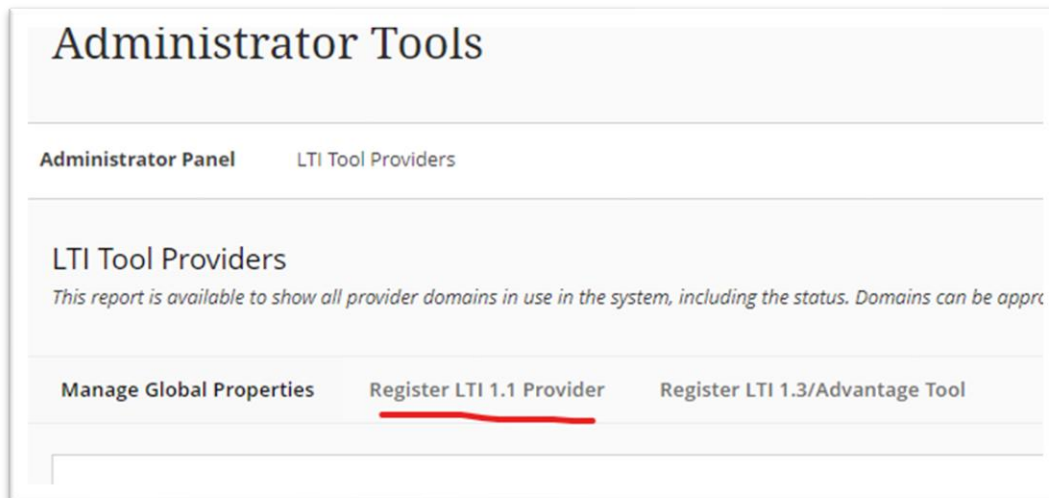 Administrator Tools
Administrator Panel LTI Tool Providers
LTI Tool Providers
This report is available to show all provider domains in use in the system, including the status. Domains can be
Manage Global Properties Register LTI 1.1 Provider Register LTI 1.3/Advantage Tool